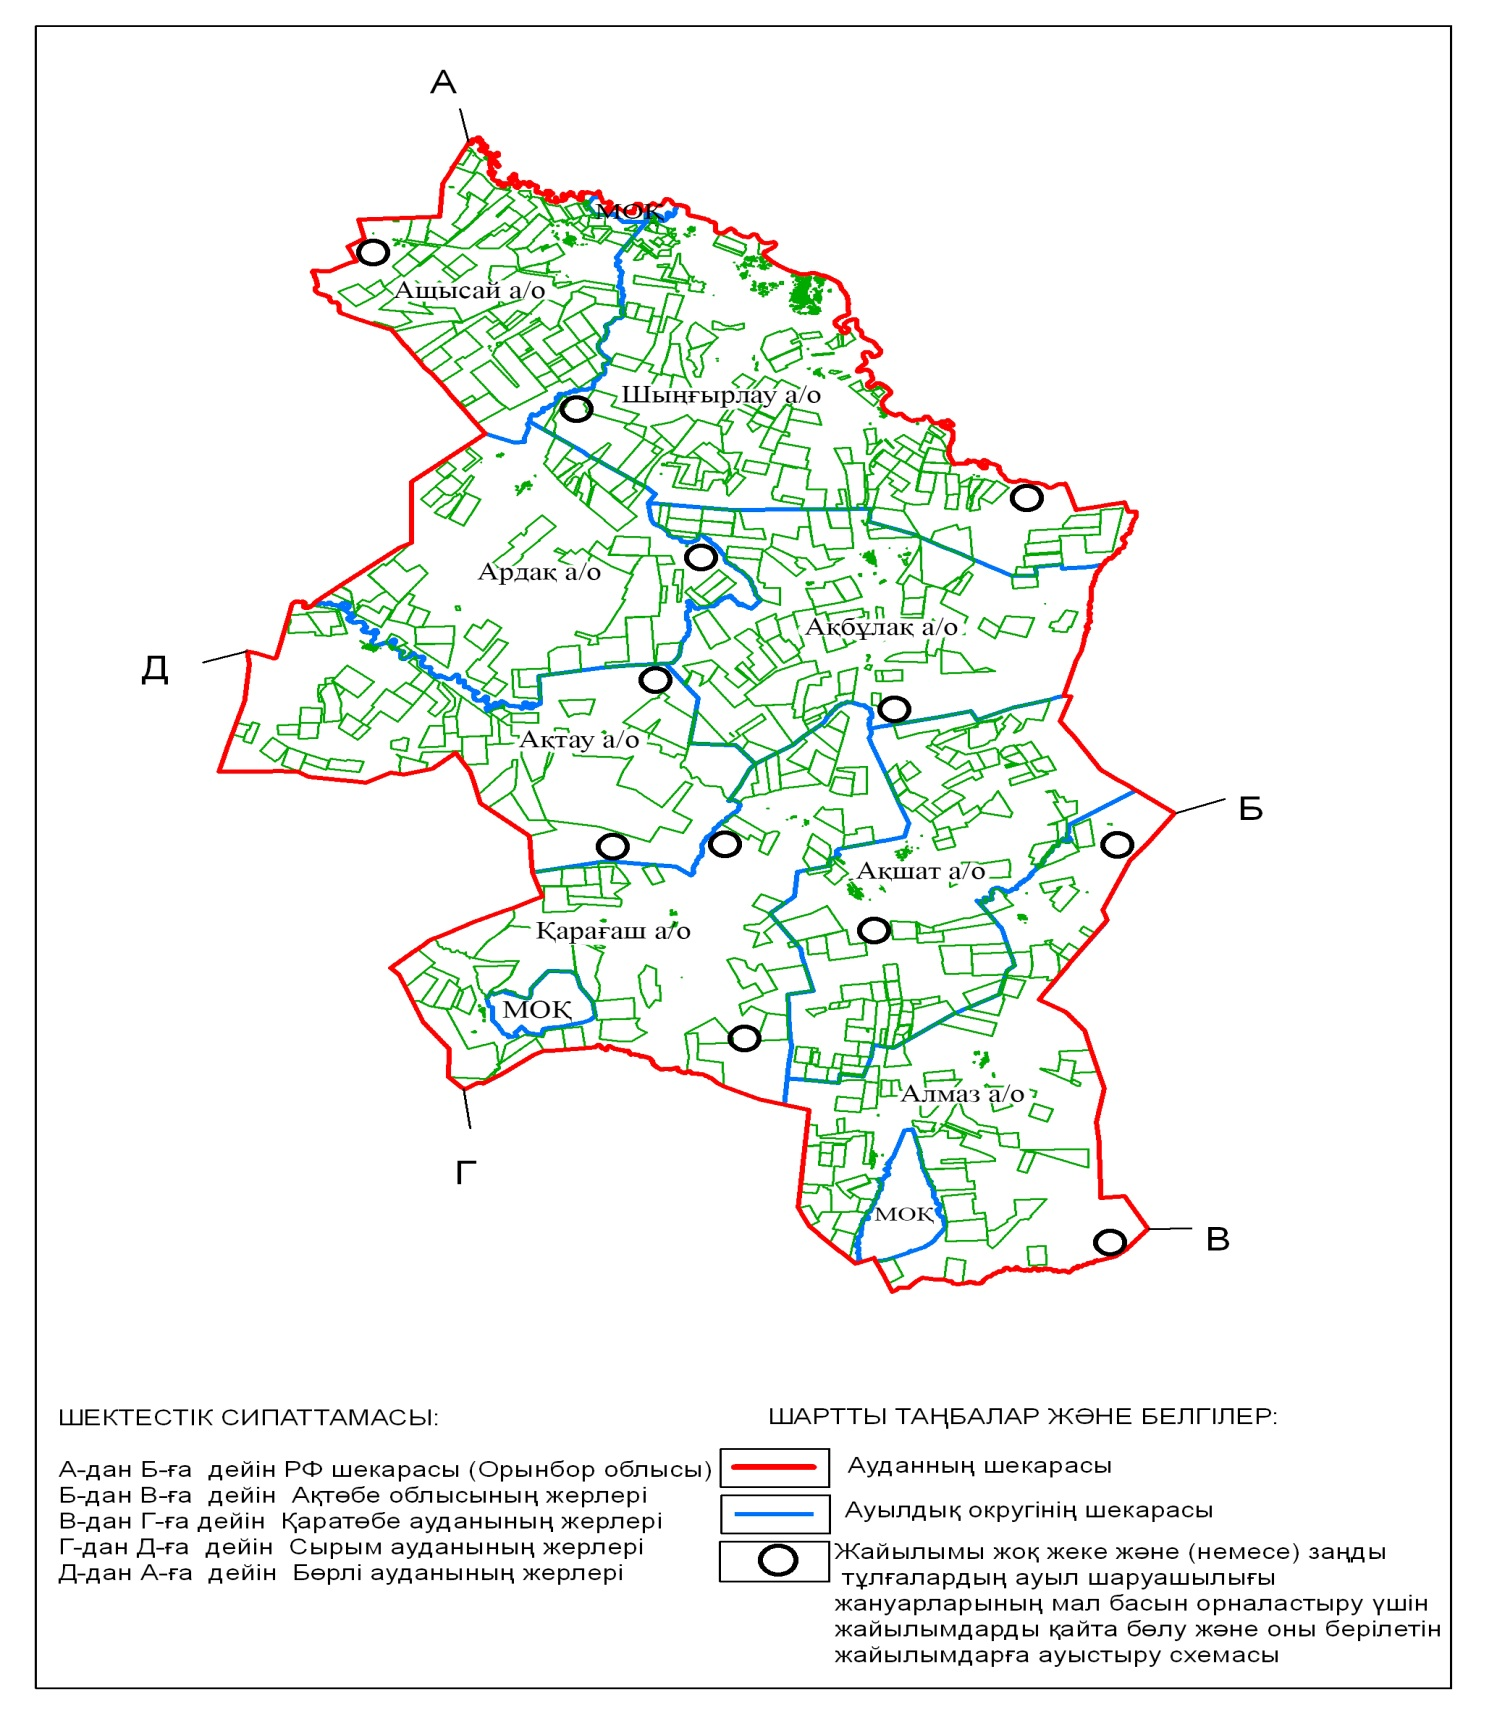 А
МОҚ
Ащысай а/о
Шыңғырлау а/о
Ардақ а/о
Ақбұлақ а/о
Д
Ақтау а/о
Б
Ақшат а/о
Қарағаш а/о
МОҚ
Алмаз а/о
Г
МОҚ
В
ШЕКТЕСТІК СИПАТТАМАСЫ:
А-дан Б-ға дейін РФ шекарасы (Орынбор облысы)
Б-дан В-ға дейін Ақтөбе облысының жерлері
В-дан Г-ға дейін Қаратөбе ауданының жерлері
Г-дан Д-ға дейін Сырым ауданының жерлері
Д-дан А-ға дейін Бөрлі ауданының жерлері
ШАРТТЫ ТАҢБАЛАР ЖӘНЕ БЕЛГІЛЕР:
Ауданның шекарасы
Ауылдық округінің шекарасы
Жайылымы жоқ жеке және (немесе) заңды
тұлғалардың ауыл шаруашылығы
жануарларының мал басын орналастыру үшін
жайылымдарды қайта бөлу және оны берілетін
жайылымдарға ауыстыру схемасы